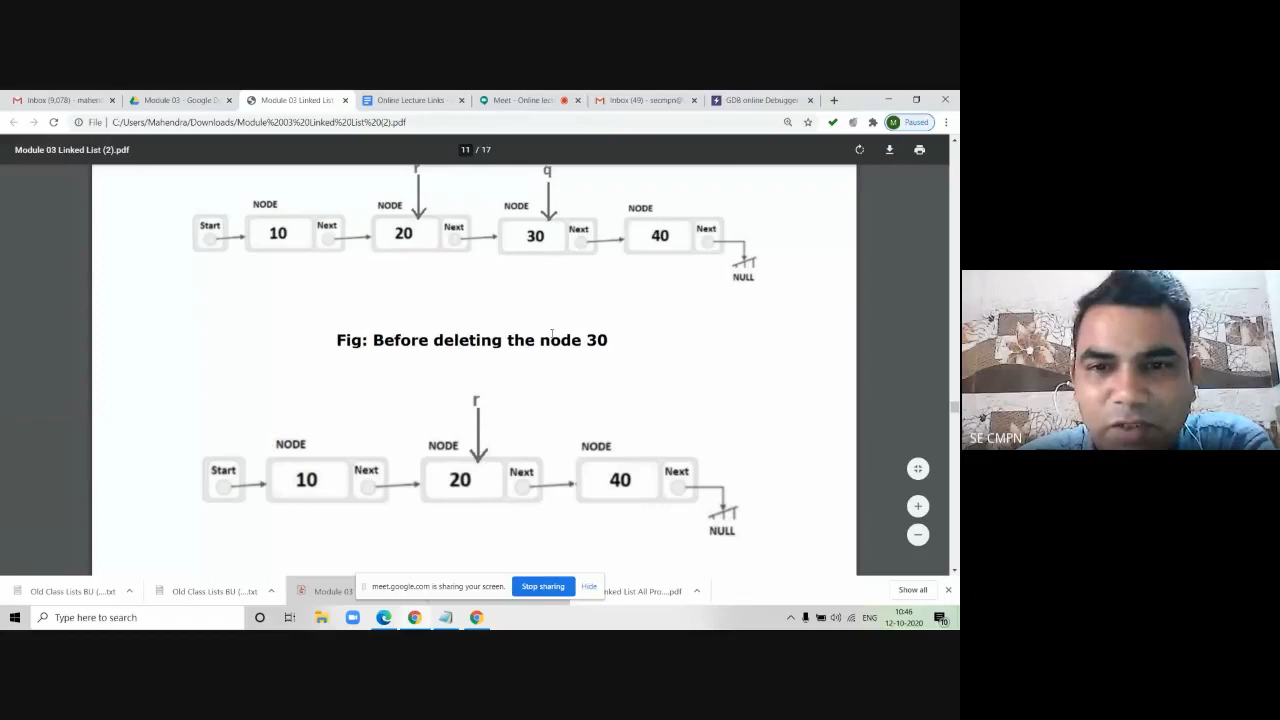 Inbox (9,078) - mahen
Module 03 - Google D
Module 03 Linked List
Online Lecture Links -
Meet - Online lec
Inbox (49) - secmpn@
GDB online Debugger
File | C:/Users/Mahendra/Downloads/Module%2003%20Linked%20List%20(2).pdf
M Paused
Module 03 Linked List (2).pdf
11 / 17
r q
NODE NODE NODE NODE
Start 10 Next 20 Next 30 Next 40 Next
NULL
Fig: Before deleting the node 30
r
NODE NODE NODE
Start 10 Next 20 Next 40 Next
NULL
SE CMPN
Old Class Lists BU (....txt
Old Class Lists BU (....txt
Module 03
meet.google.com is sharing your screen.
Stop sharing
Hide
nked List All Pro....pdf
Show all
Type here to search
ENG
10:46
12-10-2020